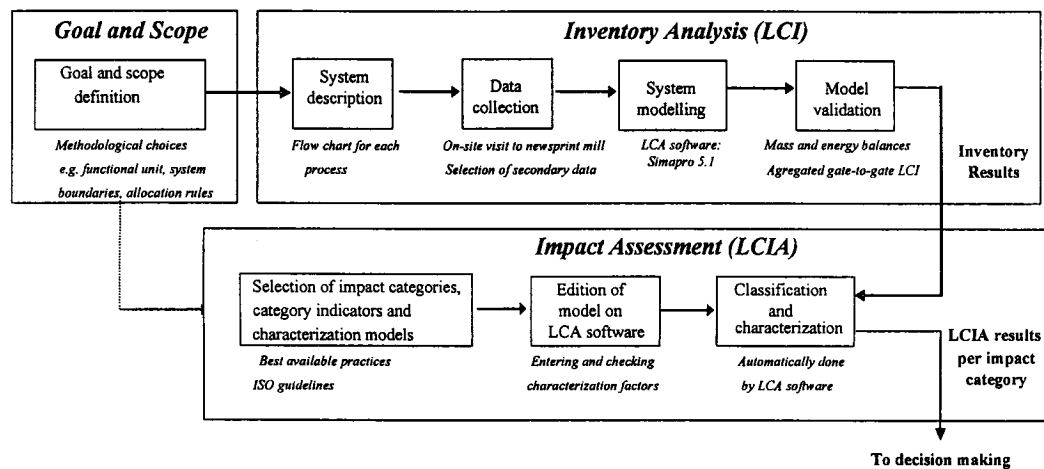 Goal and Scope
Goal and scope
definition
Methodological choices
e.g. functional unit, system
boundaries, allocation rules
Inventory Analysis (LCI)
System
description
Flow chart for each
process
Data
collection
On-site visit to newsprint mill
Selection of secondary data
System
modelling
LCA software:
Simapro 5.1
Model
validation
Mass and energy balances
Agregated gate-to-gate LCI
Inventory
Results
Impact Assessment (LCIA)
Selection of impact categories,
category indicators and
characterization models
Best available practices
ISO guidelines
Edition of
model on
LCA software
Entering and checking
characterization factors
Classification
and
characterization
Automatically done
by LCA software
LCIA results
per impact
category
To decision making